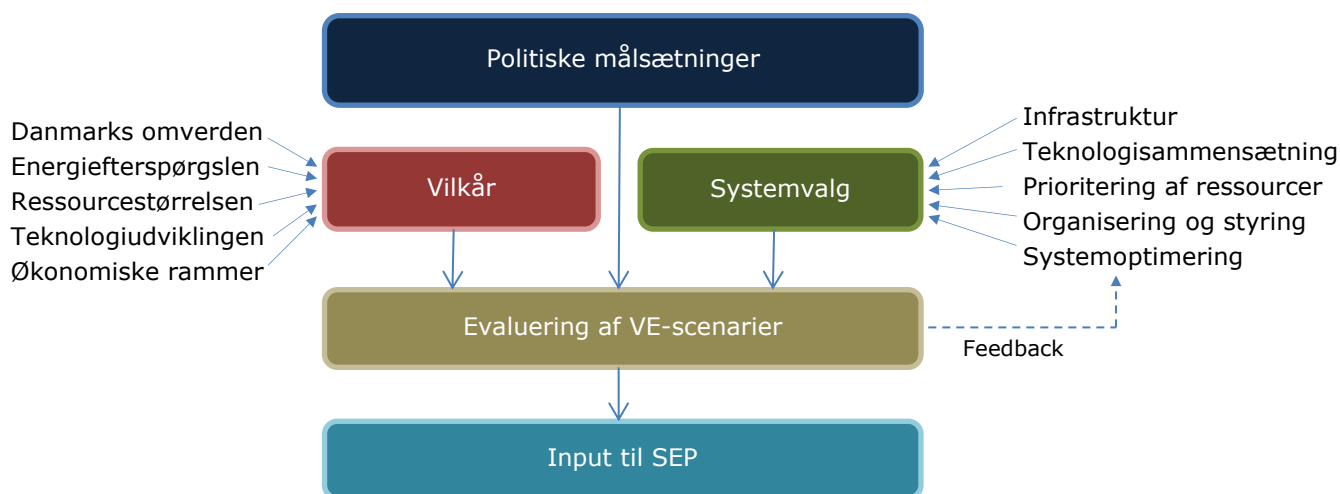 Politiske målsætninger
Danmarks omverden
Energiefterspørgslen
Ressourcestørrelsen
Teknologiudviklingen
Økonomiske rammer
Vilkår
Systemvalg
Infrastruktur
Teknologisammensætning
Prioritering af ressourcer
Organisering og styring
Systemoptimering
Evaluering af VE-scenarier
Feedback
Input til SEP